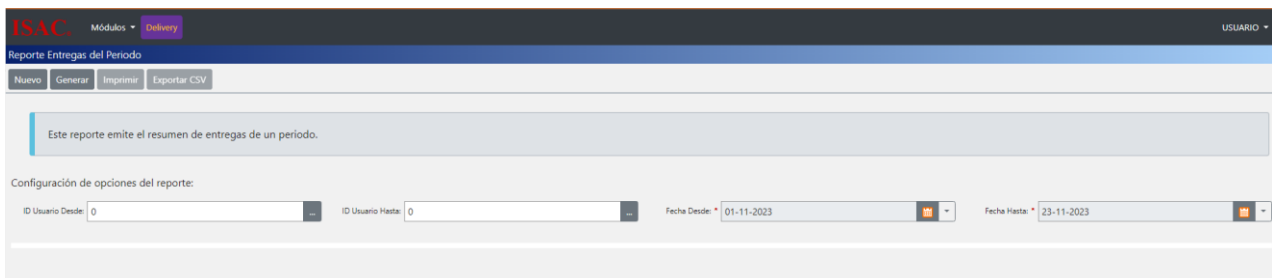 ISAC Módulos Delivery USUARIO
Reporte Entregas del Periodo
Nuevo Generar Imprimir Exportar CSV
Este reporte emite el resumen de entregas de un periodo.
Configuración de opciones del reporte:
ID Usuario Desde: 0 ... ID Usuario Hasta: 0 ... Fecha Desde: * 01-11-2023 Fecha Hasta: * 23-11-2023